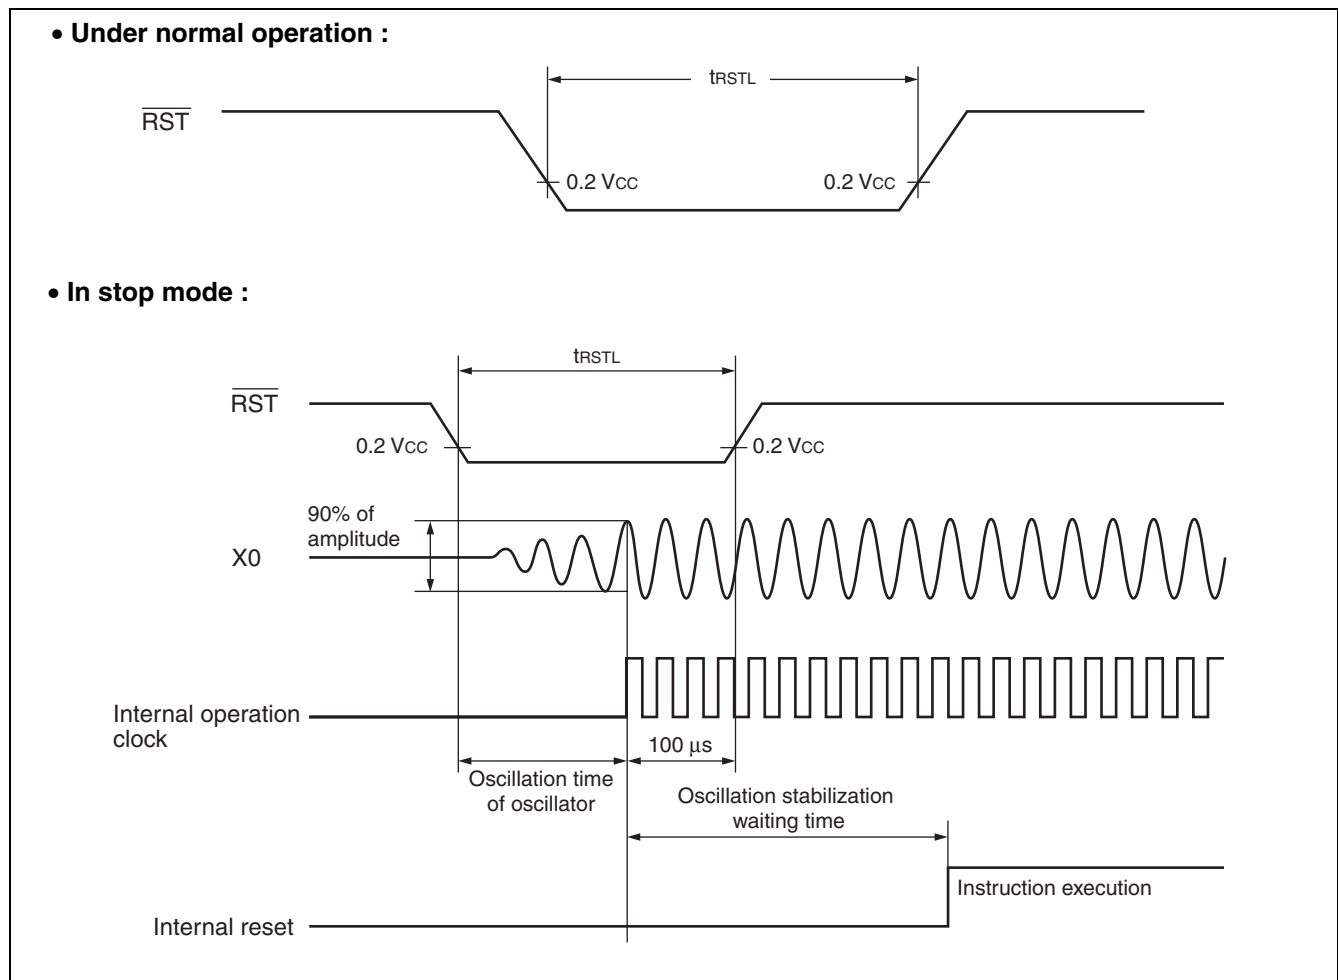 • Under normal operation :
tRSTL
RST
0.2 VCC
0.2 VCC
• In stop mode :
tRSTL
RST
0.2 VCC
0.2 VCC
90% of
amplitude
X0
Internal operation
clock
100 μs
Oscillation time
of oscillator
Oscillation stabilization
waiting time
Instruction execution
Internal reset